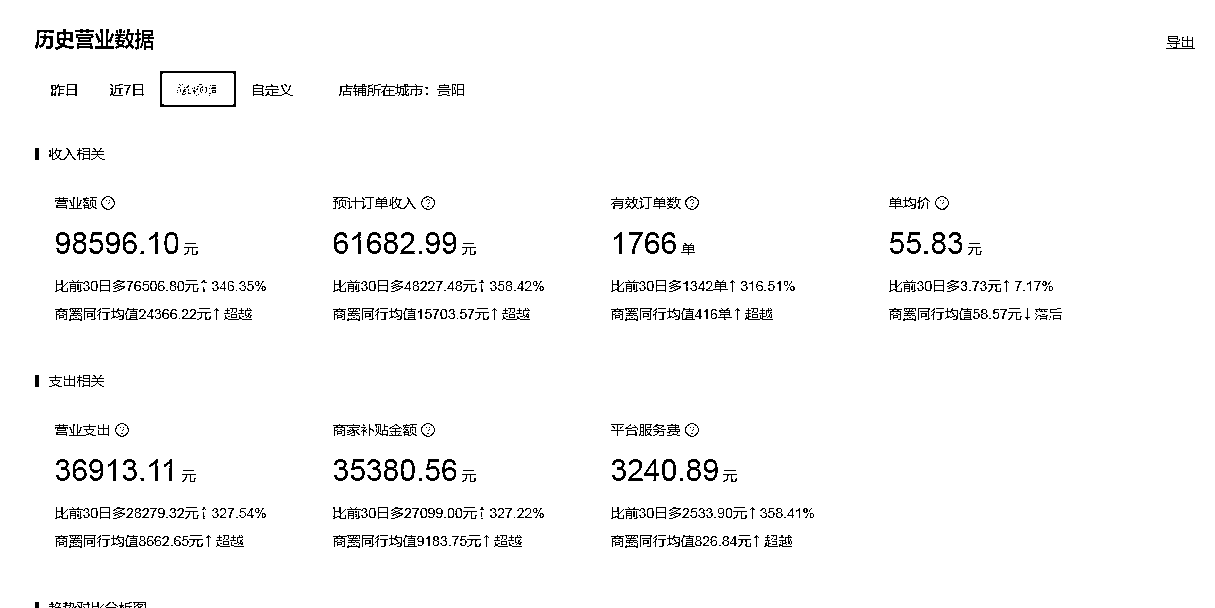 历史营业数据
导出
昨日 近7日 自定义 店铺所在城市：贵阳
收入相关
营业额 预计订单收入 有效订单数 单均价
98596.10元 61682.99元 1766单 55.83元
比前30日多76506.80元↑346.35% 比前30日多48227.48元↑358.42% 比前30日多1342单↑316.51% 比前30日多3.73元↑7.17%
商圈同行均值24366.22元↑超越 商圈同行均值15703.57元↑超越 商圈同行均值416单↑超越 商圈同行均值58.57元↓落后
支出相关
营业支出 商家补贴金额 平台服务费
36913.11元 35380.56元 3240.89元
比前30日多28279.32元↑327.54% 比前30日多27099.00元↑327.22% 比前30日多2533.90元↑358.41%
商圈同行均值8662.65元↑超越 商圈同行均值9183.75元↑超越 商圈同行均值826.84元↑超越
趋势对比分析图